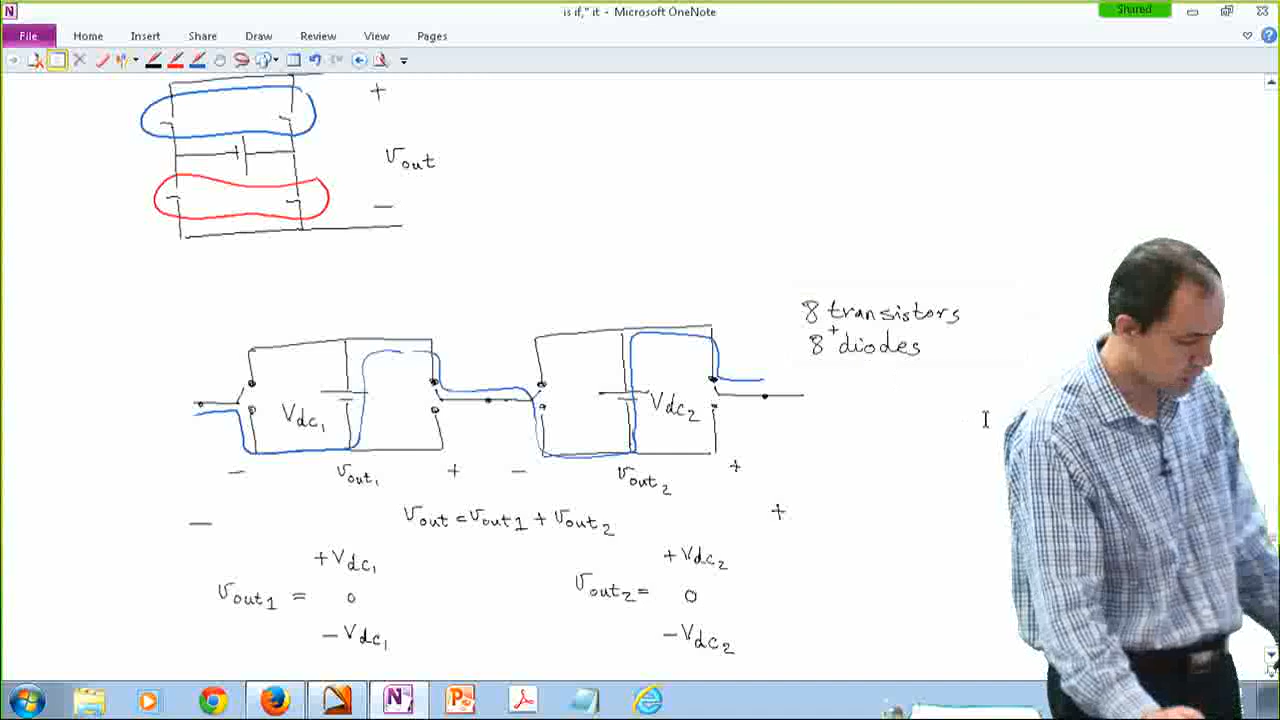 is if," it - Microsoft OneNote
Shared
File Home Insert Share Draw Review View Pages
+
Vout
−
8 transistors
+
8 diodes
Vdc1
Vdc2
− Vout1 +
− Vout2 +
− +
Vout = Vout1 + Vout2
+Vdc1
Vout1 = 0
−Vdc1
+Vdc2
Vout2 = 0
−Vdc2